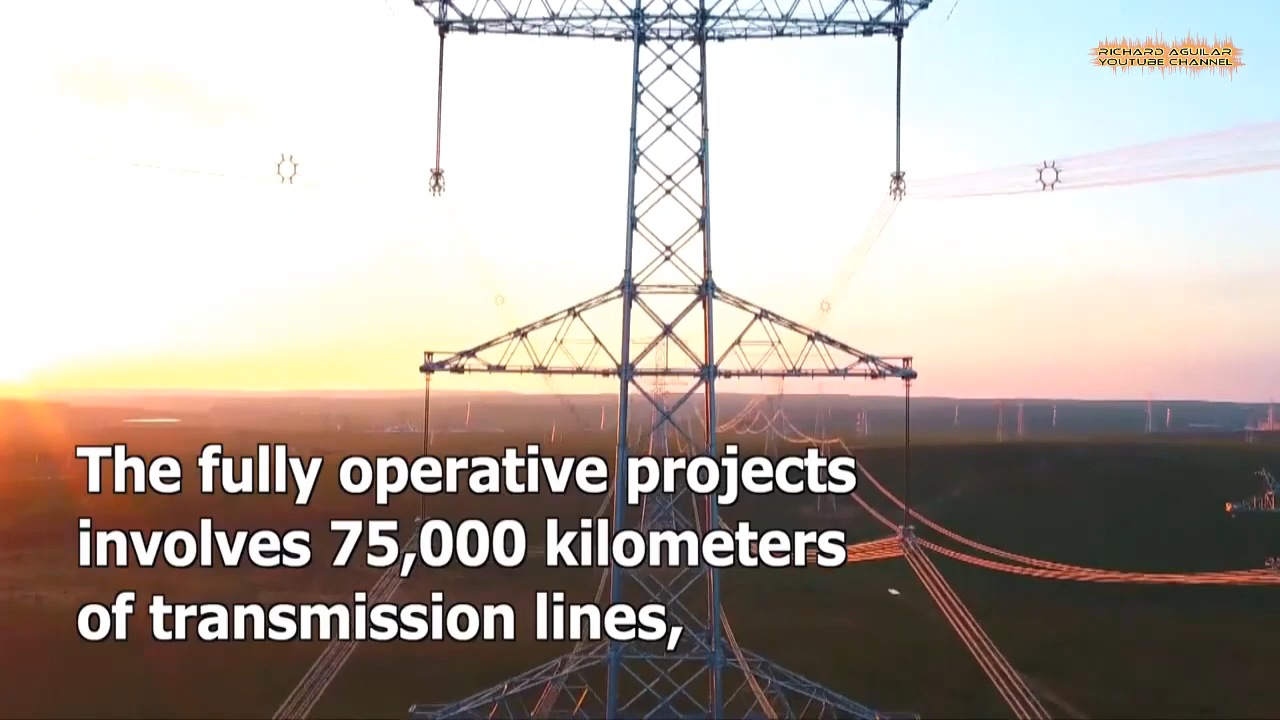 RICHARD AGUILAR
YOUTUBE CHANNEL
The fully operative projects
involves 75,000 kilometers
of transmission lines,